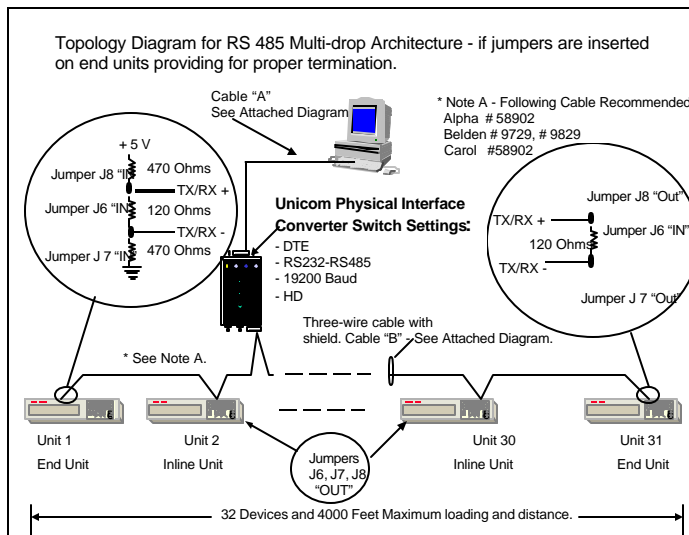 Topology Diagram for RS 485 Multi-drop Architecture - if jumpers are inserted
on end units providing for proper termination.
Cable “A”
See Attached Diagram
* Note A - Following Cable Recommended
Alpha # 58902
Belden # 9729, # 9829
Carol #58902
+ 5 V
Jumper J8 “IN
470 Ohms
TX/RX +
Jumper J6 “IN
120 Ohms
TX/RX -
Jumper J 7 “IN
470 Ohms
Unicom Physical Interface
Converter Switch Settings:
- DTE
- RS232-RS485
- 19200 Baud
- HD
Jumper J8 “Out”
TX/RX +
Jumper J6 “IN”
120 Ohms
TX/RX -
Jumper J 7 “Out”
Three-wire cable with
shield. Cable “B” - See Attached Diagram.
* See Note A.
Unit 1
End Unit
Unit 2
Inline Unit
Unit 30
Inline Unit
Unit 31
End Unit
Jumpers
J6, J7, J8
“OUT”
32 Devices and 4000 Feet Maximum loading and distance.